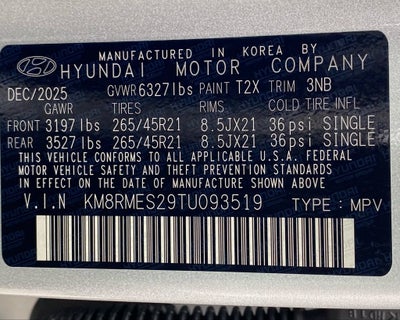 MANUFACTURED IN KOREA BY
HYUNDAI MOTOR COMPANY
DEC/2025 GVWR 6327lbs PAINT T2X TRIM 3NB
GAWR TIRES RIMS. COLD TIRE INFL
FRONT 3197lbs 265/45R21 8.5JX21 36psi SINGLE
REAR 3527lbs 265/45R21 8.5JX21 36psi SINGLE
THIS VEHICLE CONFORMS TO ALL APPLICABLE U.S.A. FEDERAL
MOTOR VEHICLE SAFETY AND THEFT PREVENTION STANDARDS
IN EFFECT ON THE DATE OF MANUFACTURE SHOWN ABOVE.
V.I.N KM8RMES29TU093519 TYPE: MPV